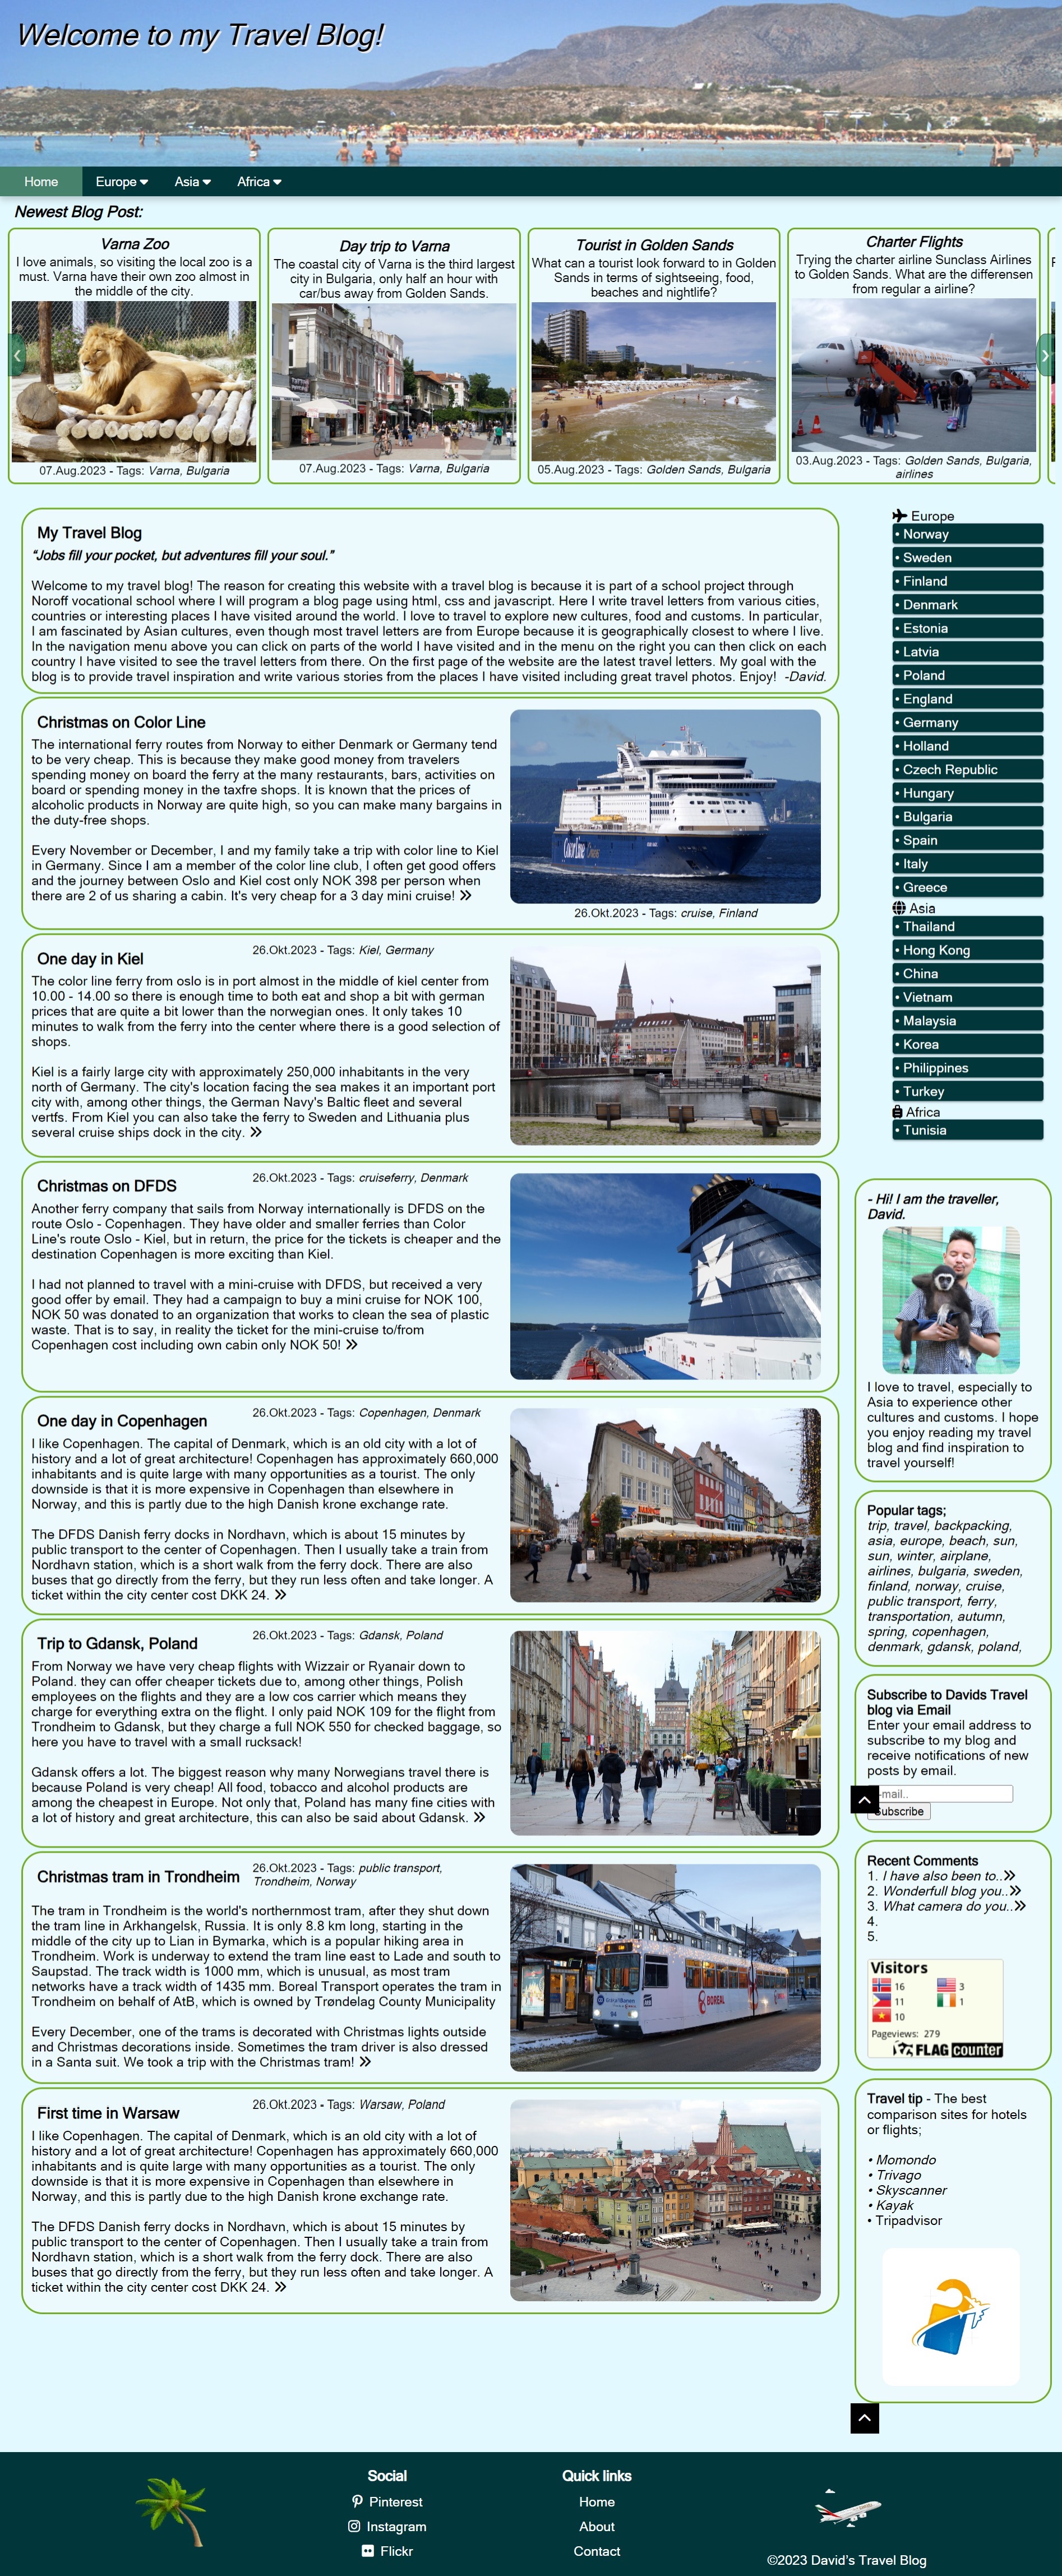 Welcome to my Travel Blog!
Home
Europe
Asia
Africa
Newest Blog Post:
Varna Zoo
I love animals, so visiting the local zoo is a
must. Varna have their own zoo almost in
the middle of the city.
07.Aug.2023 - Tags: Varna, Bulgaria
Day trip to Varna
The coastal city of Varna is the third largest
city in Bulgaria, only half an hour with
car/bus away from Golden Sands.
07.Aug.2023 - Tags: Varna, Bulgaria
Tourist in Golden Sands
What can a tourist look forward to in Golden
Sands in terms of sightseeing, food,
beaches and nightlife?
05.Aug.2023 - Tags: Golden Sands, Bulgaria
Charter Flights
Trying the charter airline Sunclass Airlines
to Golden Sands. What are the differensen
from regular a airline?
03.Aug.2023 - Tags: Golden Sands, Bulgaria,
airlines
My Travel Blog
“Jobs fill your pocket, but adventures fill your soul.”
Welcome to my travel blog! The reason for creating this website with a travel blog is because it is part of a school project through
Noroff vocational school where I will program a blog page using html, css and javascript. Here I write travel letters from various cities,
countries or interesting places I have visited around the world. I love to travel to explore new cultures, food and customs. In particular,
I am fascinated by Asian cultures, even though most travel letters are from Europe because it is geographically closest to where I live.
In the navigation menu above you can click on parts of the world I have visited and in the menu on the right you can then click on each
country I have visited to see the travel letters from there. On the first page of the website are the latest travel letters. My goal with the
blog is to provide travel inspiration and write various stories from the places I have visited including great travel photos. Enjoy! -David.
Christmas on Color Line
The international ferry routes from Norway to either Denmark or Germany tend
to be very cheap. This is because they make good money from travelers
spending money on board the ferry at the many restaurants, bars, activities on
board or spending money in the taxfre shops. It is known that the prices of
alcoholic products in Norway are quite high, so you can make many bargains in
the duty-free shops.
Every November or December, I and my family take a trip with color line to Kiel
in Germany. Since I am a member of the color line club, I often get good offers
and the journey between Oslo and Kiel cost only NOK 398 per person when
there are 2 of us sharing a cabin. It's very cheap for a 3 day mini cruise!
Color Line
26.Okt.2023 - Tags: cruise, Finland
One day in Kiel
26.Okt.2023 - Tags: Kiel, Germany
The color line ferry from oslo is in port almost in the middle of kiel center from
10.00 - 14.00 so there is enough time to both eat and shop a bit with german
prices that are quite a bit lower than the norwegian ones. It only takes 10
minutes to walk from the ferry into the center where there is a good selection of
shops.
Kiel is a fairly large city with approximately 250,000 inhabitants in the very
north of Germany. The city's location facing the sea makes it an important port
city with, among other things, the German Navy's Baltic fleet and several
vertfs. From Kiel you can also take the ferry to Sweden and Lithuania plus
several cruise ships dock in the city.
Christmas on DFDS
26.Okt.2023 - Tags: cruiseferry, Denmark
Another ferry company that sails from Norway internationally is DFDS on the
route Oslo - Copenhagen. They have older and smaller ferries than Color
Line's route Oslo - Kiel, but in return, the price for the tickets is cheaper and the
destination Copenhagen is more exciting than Kiel.
I had not planned to travel with a mini-cruise with DFDS, but received a very
good offer by email. They had a campaign to buy a mini cruise for NOK 100,
NOK 50 was donated to an organization that works to clean the sea of plastic
waste. That is to say, in reality the ticket for the mini-cruise to/from
Copenhagen cost including own cabin only NOK 50!
One day in Copenhagen
26.Okt.2023 - Tags: Copenhagen, Denmark
I like Copenhagen. The capital of Denmark, which is an old city with a lot of
history and a lot of great architecture! Copenhagen has approximately 660,000
inhabitants and is quite large with many opportunities as a tourist. The only
downside is that it is more expensive in Copenhagen than elsewhere in
Norway, and this is partly due to the high Danish krone exchange rate.
The DFDS Danish ferry docks in Nordhavn, which is about 15 minutes by
public transport to the center of Copenhagen. Then I usually take a train from
Nordhavn station, which is a short walk from the ferry dock. There are also
buses that go directly from the ferry, but they run less often and take longer. A
ticket within the city center cost DKK 24.
Trip to Gdansk, Poland
26.Okt.2023 - Tags: Gdansk, Poland
From Norway we have very cheap flights with Wizzair or Ryanair down to
Poland. they can offer cheaper tickets due to, among other things, Polish
employees on the flights and they are a low cos carrier which means they
charge for everything extra on the flight. I only paid NOK 109 for the flight from
Trondheim to Gdansk, but they charge a full NOK 550 for checked baggage, so
here you have to travel with a small rucksack!
Gdansk offers a lot. The biggest reason why many Norwegians travel there is
because Poland is very cheap! All food, tobacco and alcohol products are
among the cheapest in Europe. Not only that, Poland has many fine cities with
a lot of history and great architecture, this can also be said about Gdansk.
Christmas tram in Trondheim
26.Okt.2023 - Tags: public transport,
Trondheim, Norway
The tram in Trondheim is the world's northernmost tram, after they shut down
the tram line in Arkhangelsk, Russia. It is only 8.8 km long, starting in the
middle of the city up to Lian in Bymarka, which is a popular hiking area in
Trondheim. Work is underway to extend the tram line east to Lade and south to
Saupstad. The track width is 1000 mm, which is unusual, as most tram
networks have a track width of 1435 mm. Boreal Transport operates the tram in
Trondheim on behalf of AtB, which is owned by Trøndelag County Municipality
Every December, one of the trams is decorated with Christmas lights outside
and Christmas decorations inside. Sometimes the tram driver is also dressed
in a Santa suit. We took a trip with the Christmas tram!
BOREAL
First time in Warsaw
26.Okt.2023 - Tags: Warsaw, Poland
I like Copenhagen. The capital of Denmark, which is an old city with a lot of
history and a lot of great architecture! Copenhagen has approximately 660,000
inhabitants and is quite large with many opportunities as a tourist. The only
downside is that it is more expensive in Copenhagen than elsewhere in
Norway, and this is partly due to the high Danish krone exchange rate.
The DFDS Danish ferry docks in Nordhavn, which is about 15 minutes by
public transport to the center of Copenhagen. Then I usually take a train from
Nordhavn station, which is a short walk from the ferry dock. There are also
buses that go directly from the ferry, but they run less often and take longer. A
ticket within the city center cost DKK 24.
Europe
• Norway
• Sweden
• Finland
• Denmark
• Estonia
• Latvia
• Poland
• England
• Germany
• Holland
• Czech Republic
• Hungary
• Bulgaria
• Spain
• Italy
• Greece
Asia
• Thailand
• Hong Kong
• China
• Vietnam
• Malaysia
• Korea
• Philippines
• Turkey
Africa
• Tunisia
- Hi! I am the traveller,
David.
I love to travel, especially to
Asia to experience other
cultures and customs. I hope
you enjoy reading my travel
blog and find inspiration to
travel yourself!
Popular tags;
trip, travel, backpacking,
asia, europe, beach, sun,
sun, winter, airplane,
airlines, bulgaria, sweden,
finland, norway, cruise,
public transport, ferry,
transportation, autumn,
spring, copenhagen,
denmark, gdansk, poland,
Subscribe to Davids Travel
blog via Email
Enter your email address to
subscribe to my blog and
receive notifications of new
posts by email.
-mail..
ubscribe
Recent Comments
1. I have also been to..
2. Wonderfull blog you..
3. What camera do you..
4.
5.
Visitors
16 3
11 1
10
Pageviews: 279
FLAG counter
Travel tip - The best
comparison sites for hotels
or flights;
• Momondo
• Trivago
• Skyscanner
• Kayak
• Tripadvisor
Social
Pinterest
Instagram
Flickr
Quick links
Home
About
Contact
©2023 David's Travel Blog